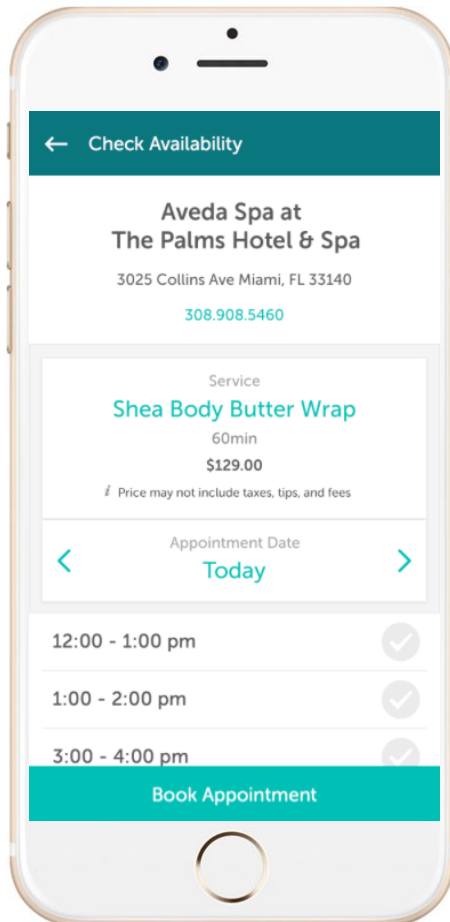 Check Availability
Aveda Spa at
The Palms Hotel & Spa
3025 Collins Ave Miami, FL 33140
308.908.5460
Service
Shea Body Butter Wrap
60min
$129.00
i Price may not include taxes, tips, and fees
Appointment Date
Today
12:00 - 1:00 pm
1:00 - 2:00 pm
3:00 - 4:00 pm
Book Appointment